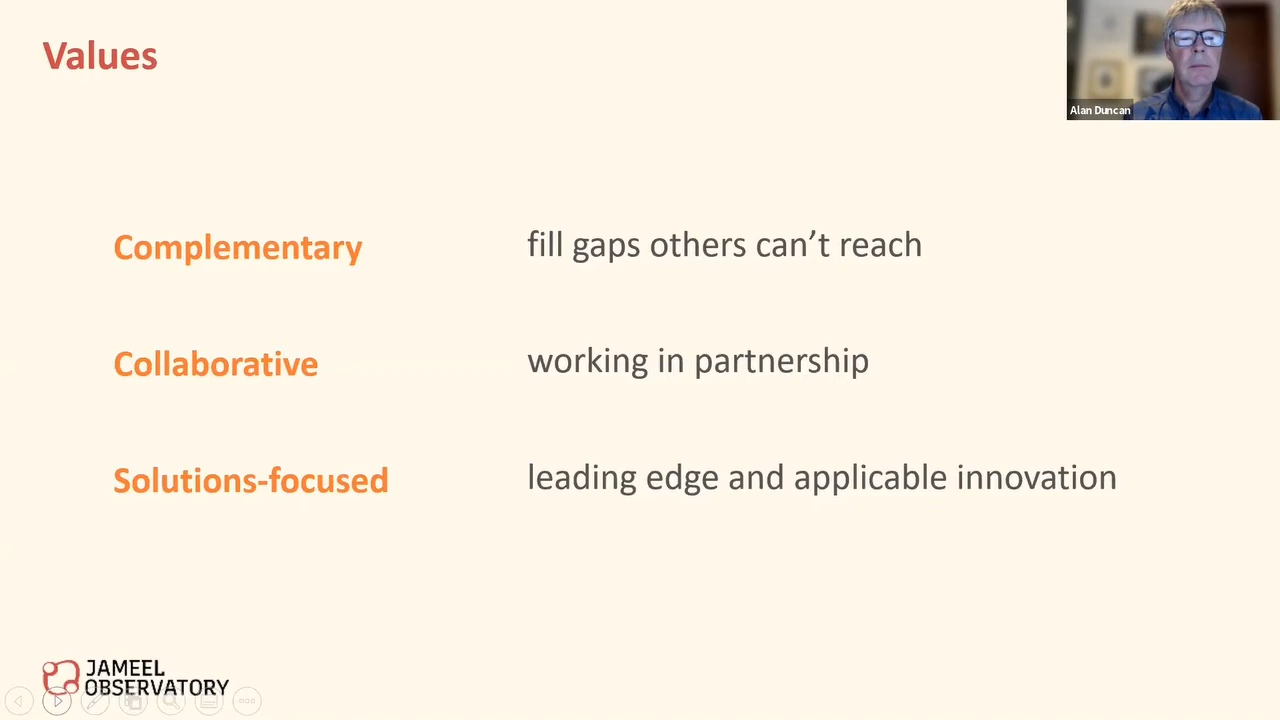 Values
Alan Duncan
Complementary fill gaps others can’t reach
Collaborative working in partnership
Solutions-focused leading edge and applicable innovation
JAMEEL
OBSERVATORY